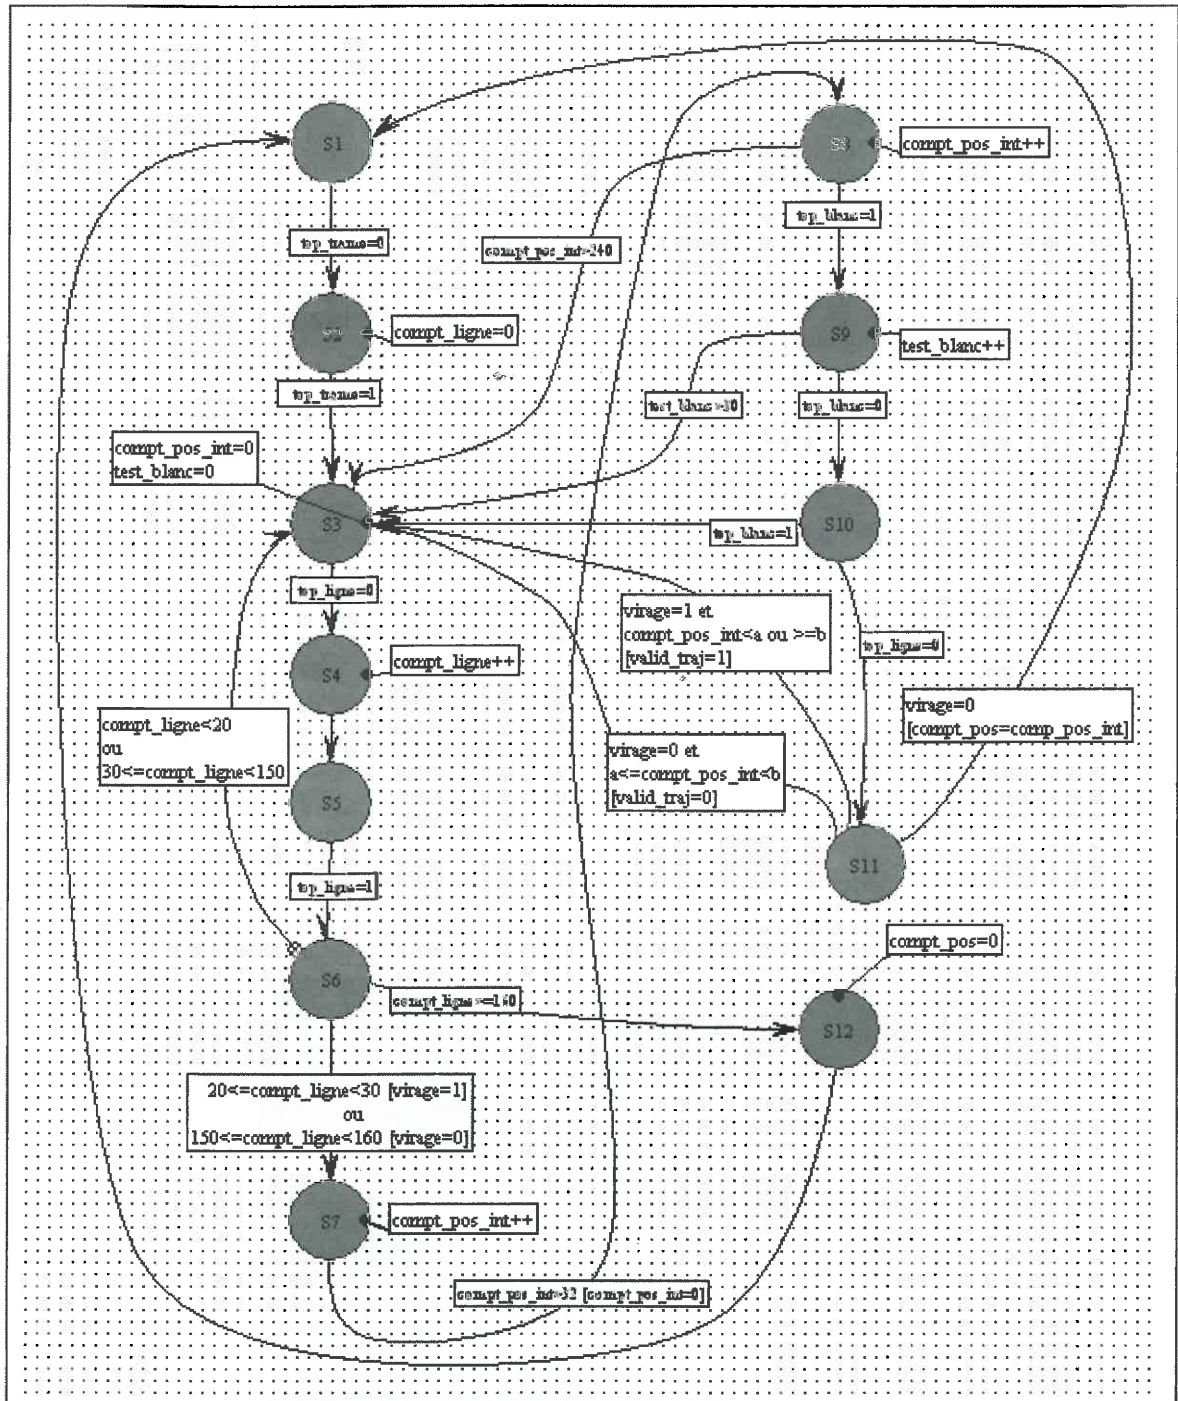 S1
compt_pos_int++
top_blanc=1
top_trame=0
compt_pos_int>240
S2
compt_ligne=0
S9
test_blanc++
top_trame=1
test_blanc>30
top_blanc=0
compt_pos_int=0
test_blanc=0
S3
S10
top_blanc=1
top_ligne=0
virage=1 et
compt_pos_int<a ou >=b
[valid_traj=1]
top_ligne=0
S4
compt_ligne++
virage=0
[compt_pos=comp_pos_int]
compt_ligne<20
ou
30<=compt_ligne<150
virage=0 et
a<=compt_pos_int<b
[valid_traj=0]
S5
S11
top_ligne=1
compt_pos=0
S6
compt_ligne>=160
S12
20<=compt_ligne<30 [virage=1]
ou
150<=compt_ligne<160 [virage=0]
S7
compt_pos_int++
compt_pos_int>32 [compt_pos_int=0]